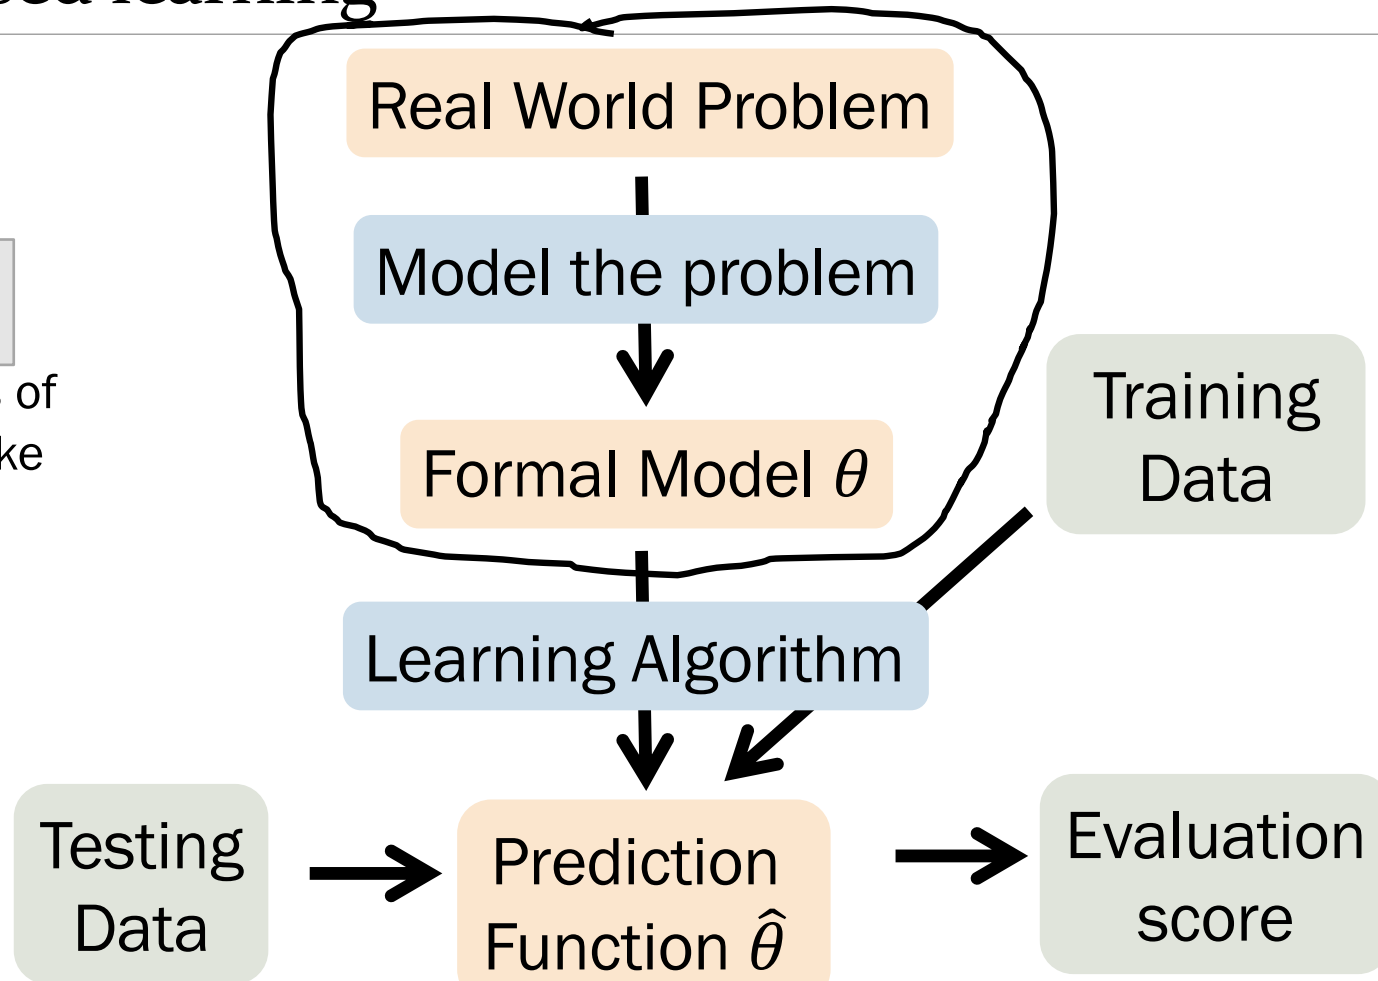 learning
Real World Problem
Model the problem
of
Formal Model θ
Training
Data
Learning Algorithm
Testing
Data
Prediction
Function θ̂
Evaluation
score